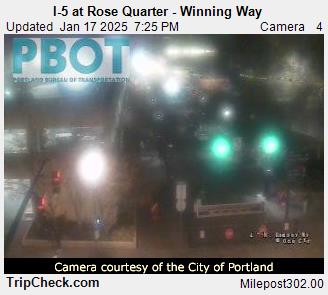 I-5 at Rose Quarter - Winning Way
Updated Jan 17 2025 7:25 PM Camera 4
PBOT
PORTLAND BUREAU OF TRANSPORTATION
Camera courtesy of the City of Portland
TripCheck.com Milepost302.00